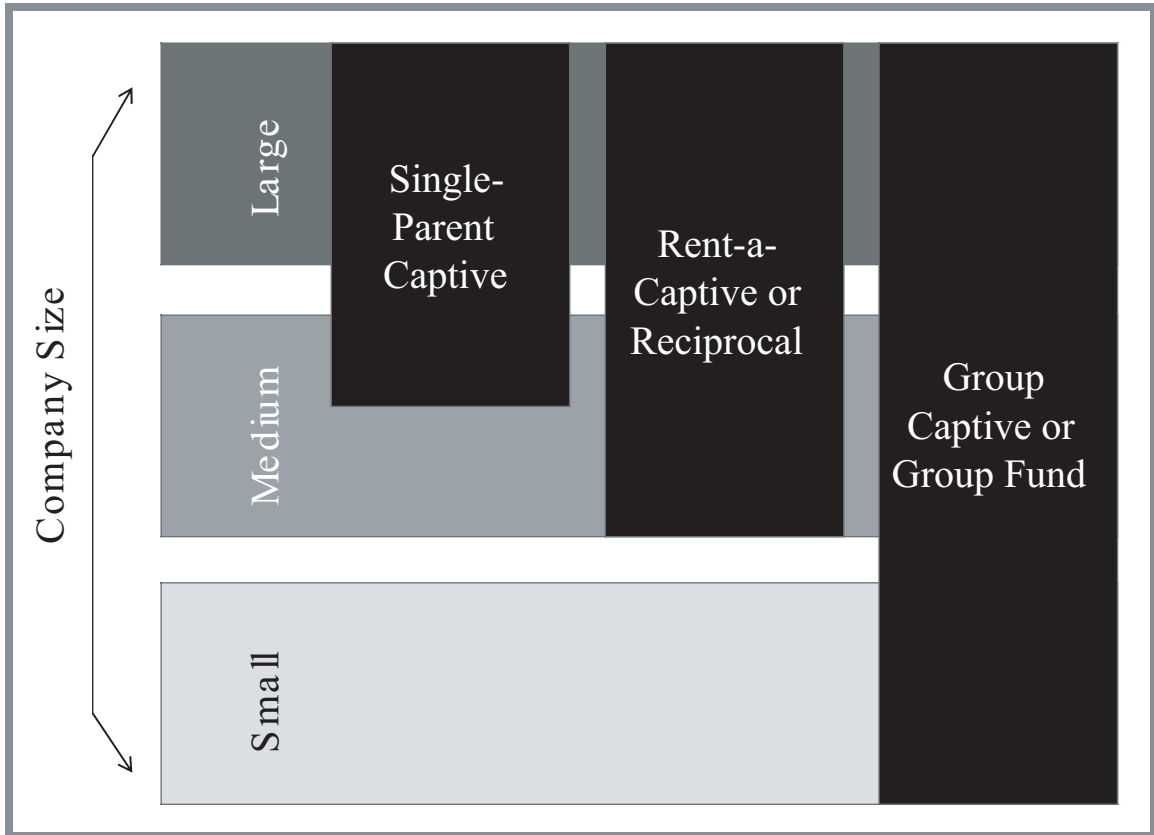 Company Size
Large
Medium
Small
Single-
Parent
Captive
Rent-a-
Captive or
Reciprocal
Group
Captive or
Group Fund